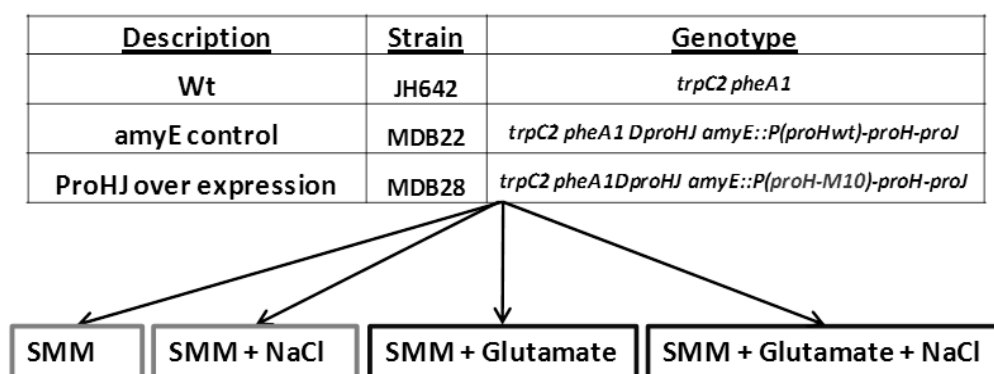 Description Strain Genotype
Wt JH642 trpC2 pheA1
amyE control MDB22 trpC2 pheA1 DproHJ amyE::P(proHwt)-proH-proJ
ProHJ over expression MDB28 trpC2 pheA1DproHJ amyE::P(proH-M10)-proH-proJ
SMM SMM + NaCl SMM + Glutamate SMM + Glutamate + NaCl